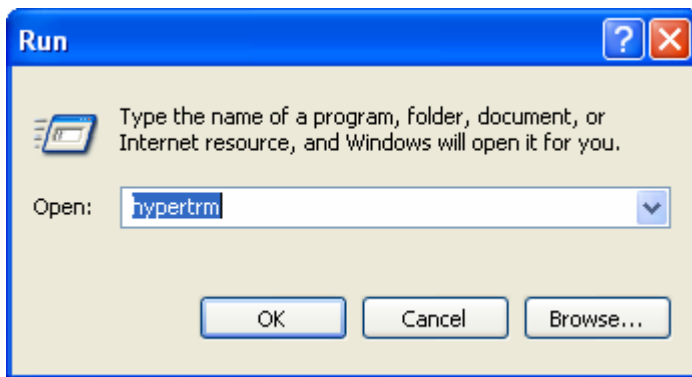 Run
Type the name of a program, folder, document, or
Internet resource, and Windows will open it for you.
Open: hypertrm
OK Cancel Browse...